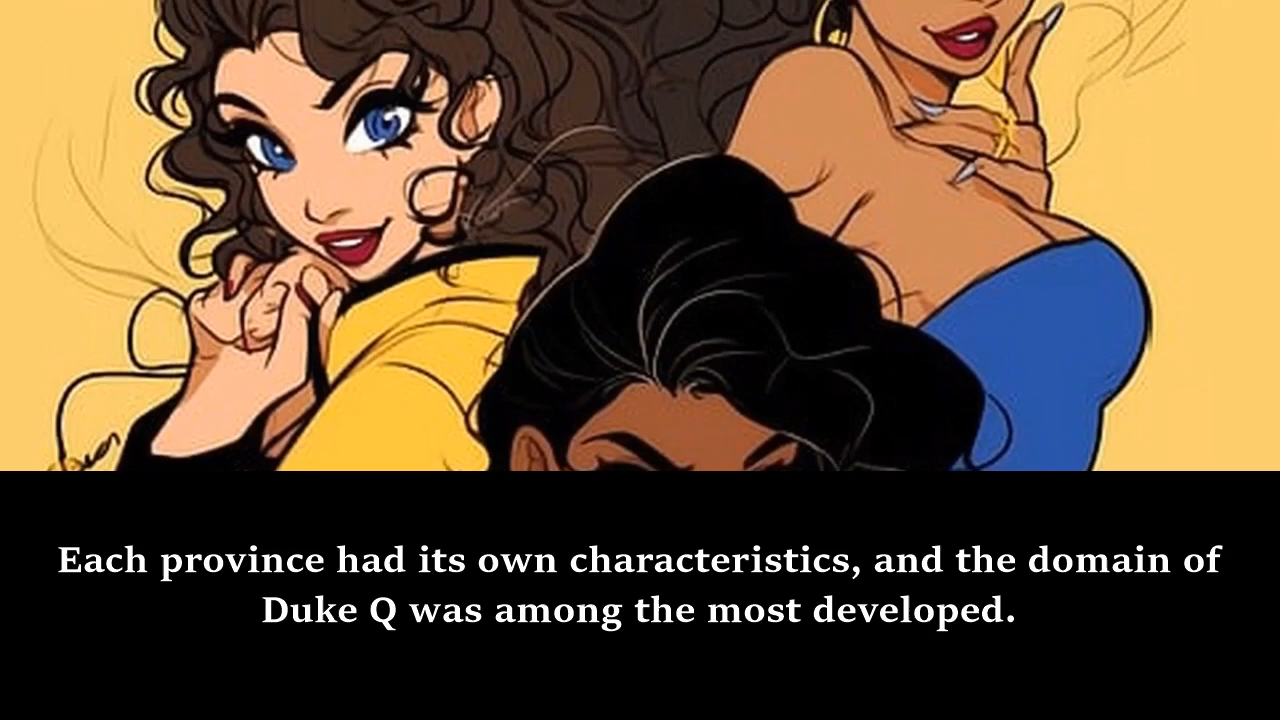 Each province had its own characteristics, and the domain of
Duke Q was among the most developed.